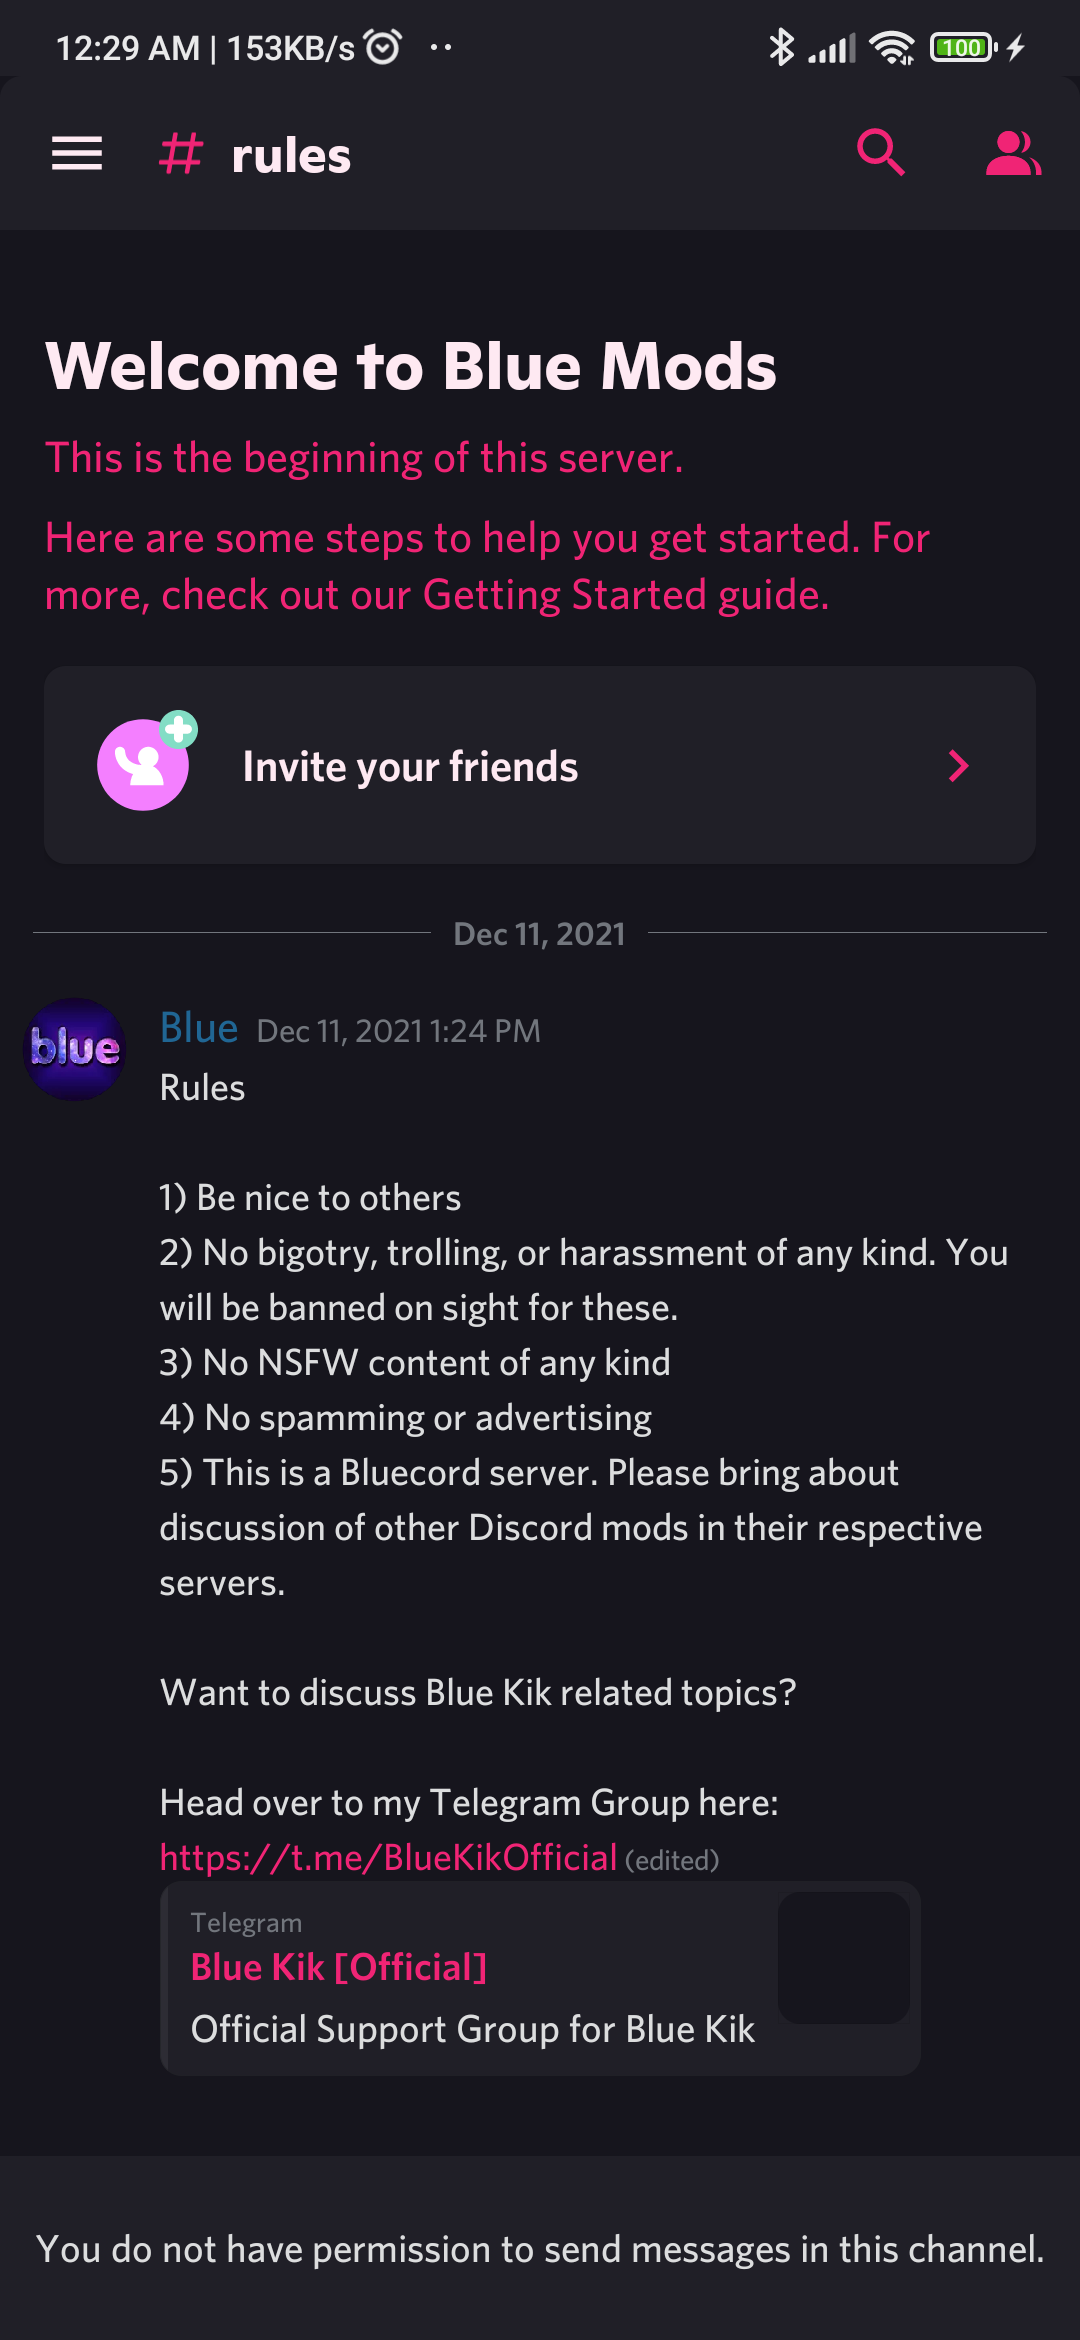 12:29 AM | 153KB/s
100
# rules
Welcome to Blue Mods
This is the beginning of this server.
Here are some steps to help you get started. For
more, check out our Getting Started guide.
Invite your friends
Dec 11, 2021
blue
Blue Dec 11, 2021 1:24 PM
Rules
1) Be nice to others
2) No bigotry, trolling, or harassment of any kind. You
will be banned on sight for these.
3) No NSFW content of any kind
4) No spamming or advertising
5) This is a Bluecord server. Please bring about
discussion of other Discord mods in their respective
servers.
Want to discuss Blue Kik related topics?
Head over to my Telegram Group here:
https://t.me/BlueKikOfficial (edited)
Telegram
Blue Kik [Official]
Official Support Group for Blue Kik
You do not have permission to send messages in this channel.